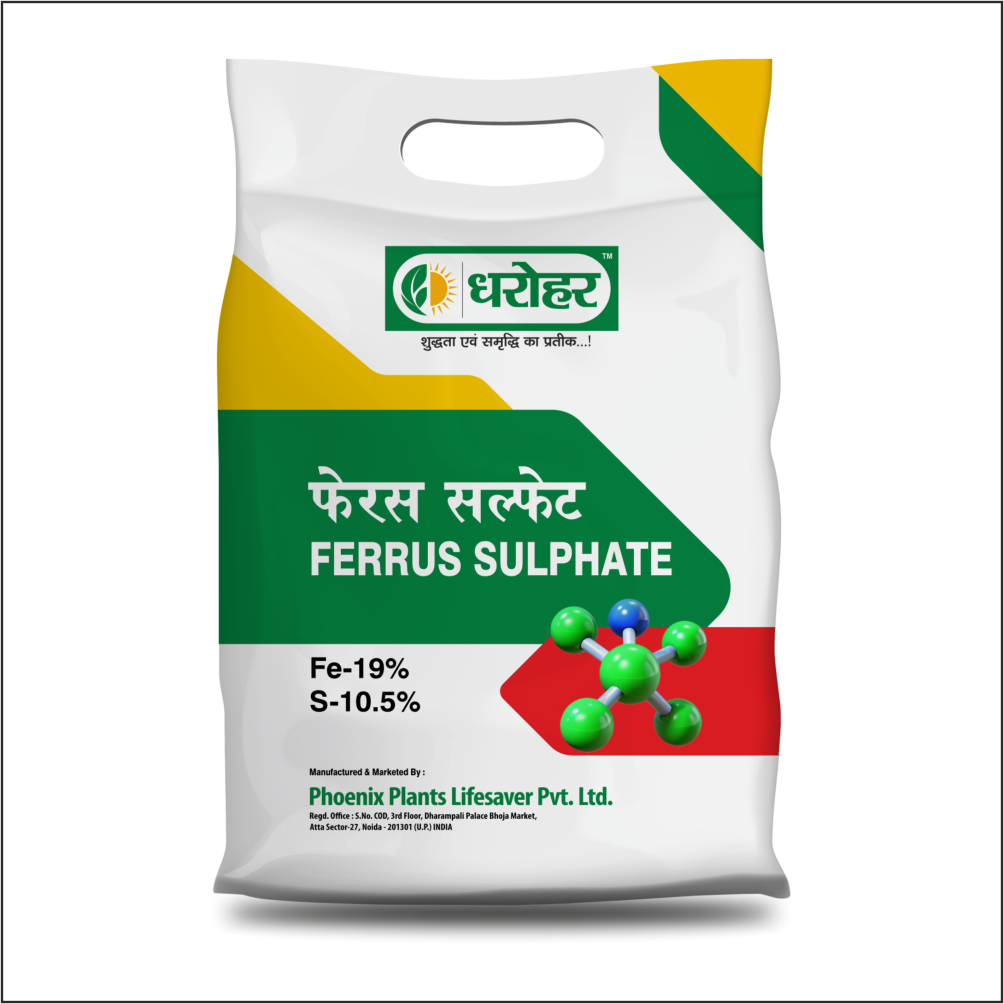 धरोहर TM
शुद्धता एवं समृद्धि का प्रतीक...!
फेरस सल्फेट
FERRUS SULPHATE
Fe-19%
S-10.5%
Manufactured & Marketed By :
Phoenix Plants Lifesaver Pvt. Ltd.
Regd. Office : S.No. COD, 3rd Floor, Dharampali Palace Bhoja Market,
Atta Sector-27, Noida - 201301 (U.P.) INDIA